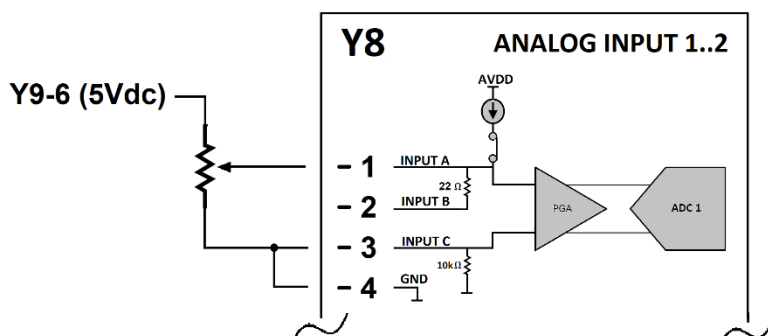 Y8
ANALOG INPUT 1..2
AVDD
Y9-6 (5Vdc)
- 1
INPUT A
22 Ω
- 2
INPUT B
PGA
ADC 1
- 3
INPUT C
10kΩ
- 4
GND